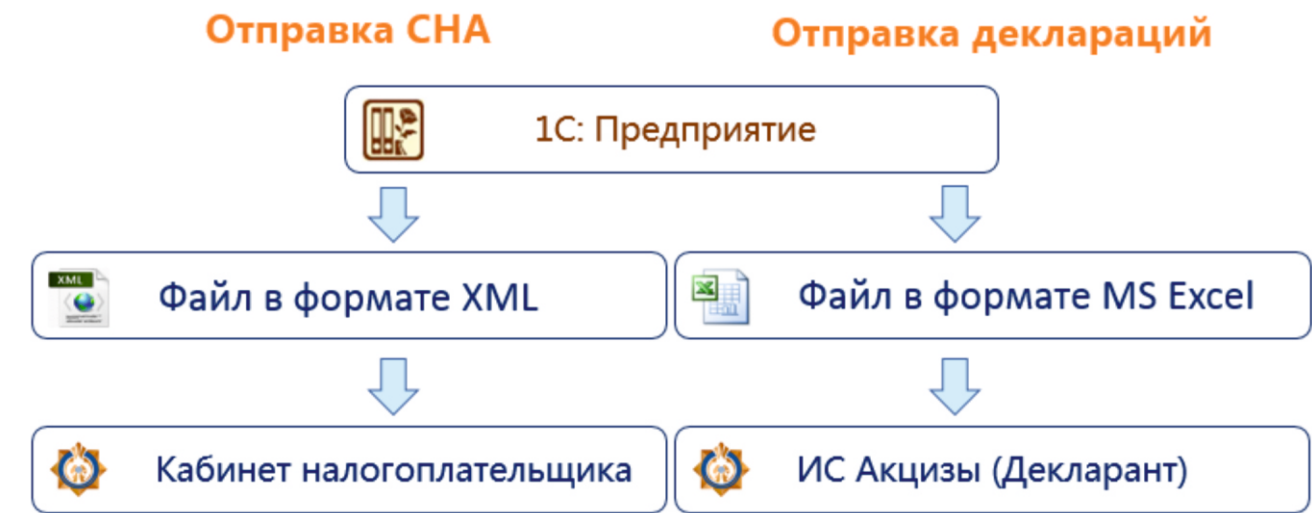 Отправка СНА
Отправка деклараций
1С: Предприятие
XML
Файл в формате XML
Файл в формате MS Excel
Кабинет налогоплательщика
ИС Акцизы (Декларант)